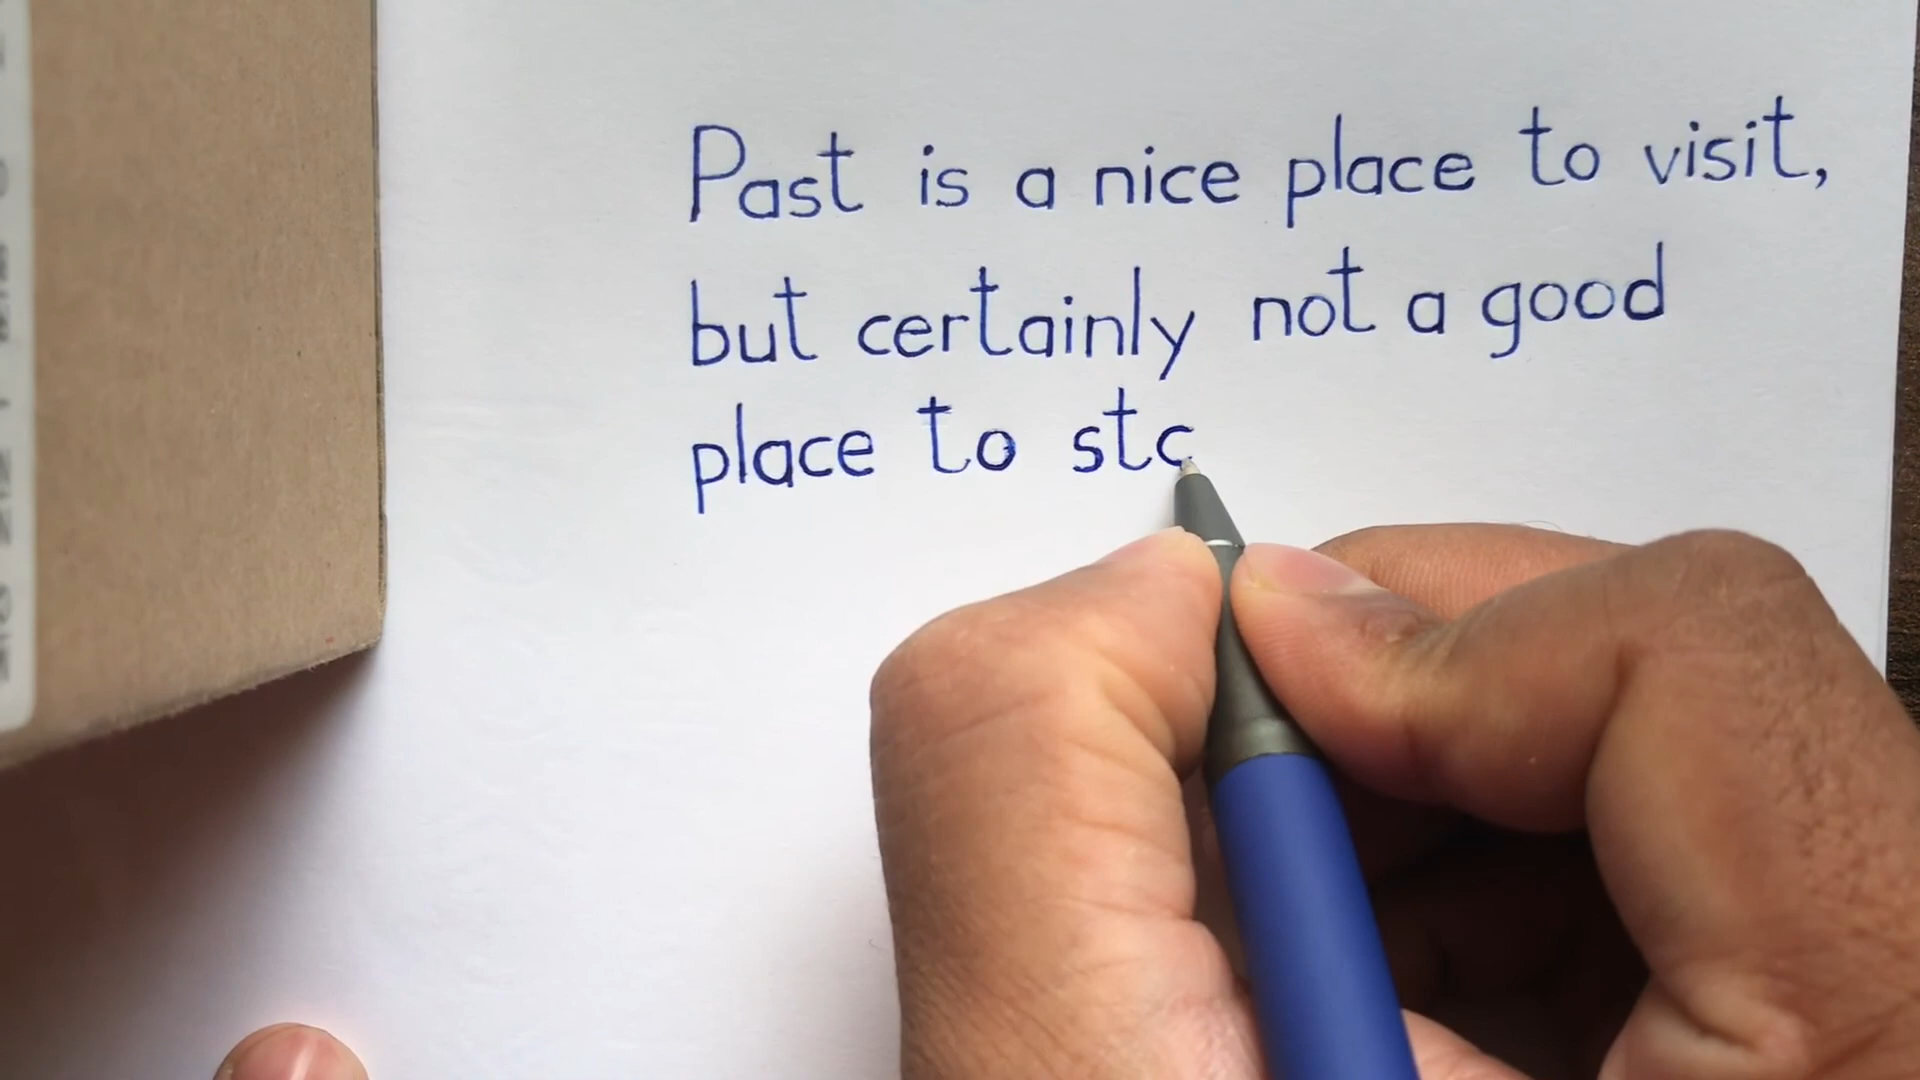 Past is a nice place to visit,
but certainly not a good
place to stc